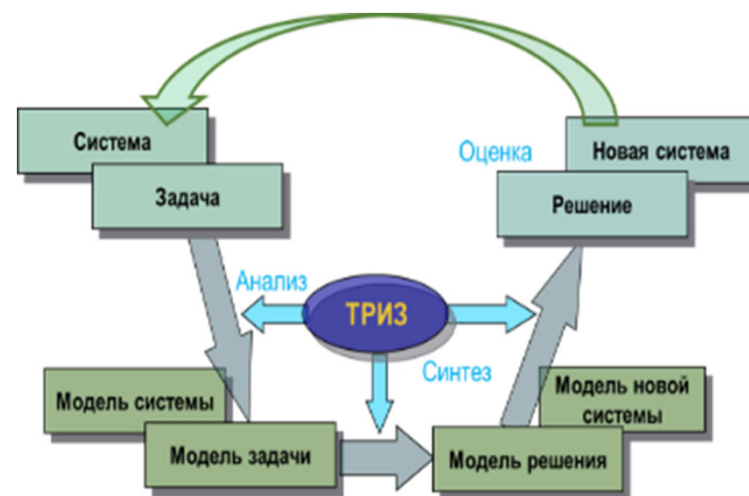 Система
Задача
Оценка
Новая система
Решение
Анализ
ТРИЗ
Синтез
Модель системы
Модель задачи
Модель новой
системы
Модель решения